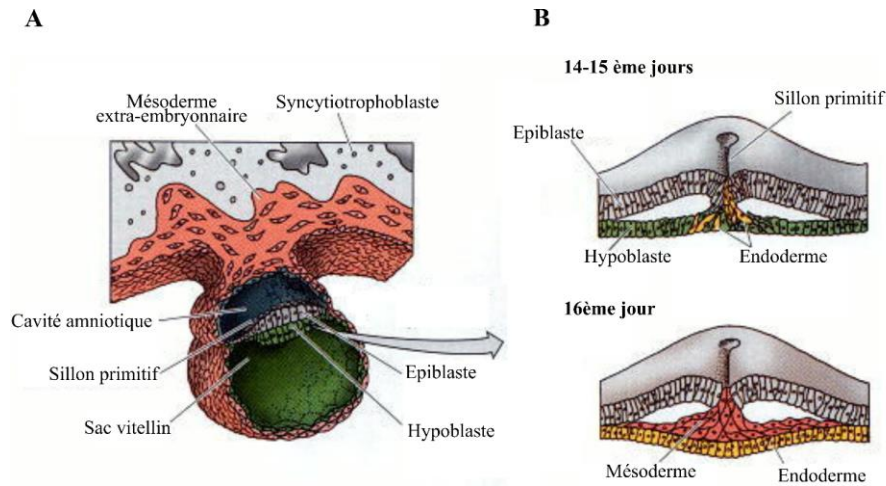 A
Mésoderme
extra-embryonnaire
Syncytiotrophoblaste
Cavité amniotique
Sillon primitif
Sac vitellin
Epiblaste
Hypoblaste
B
14-15 ème jours
Sillon primitif
Epiblaste
Hypoblaste
Endoderme
16ème jour
Mésoderme
Endoderme